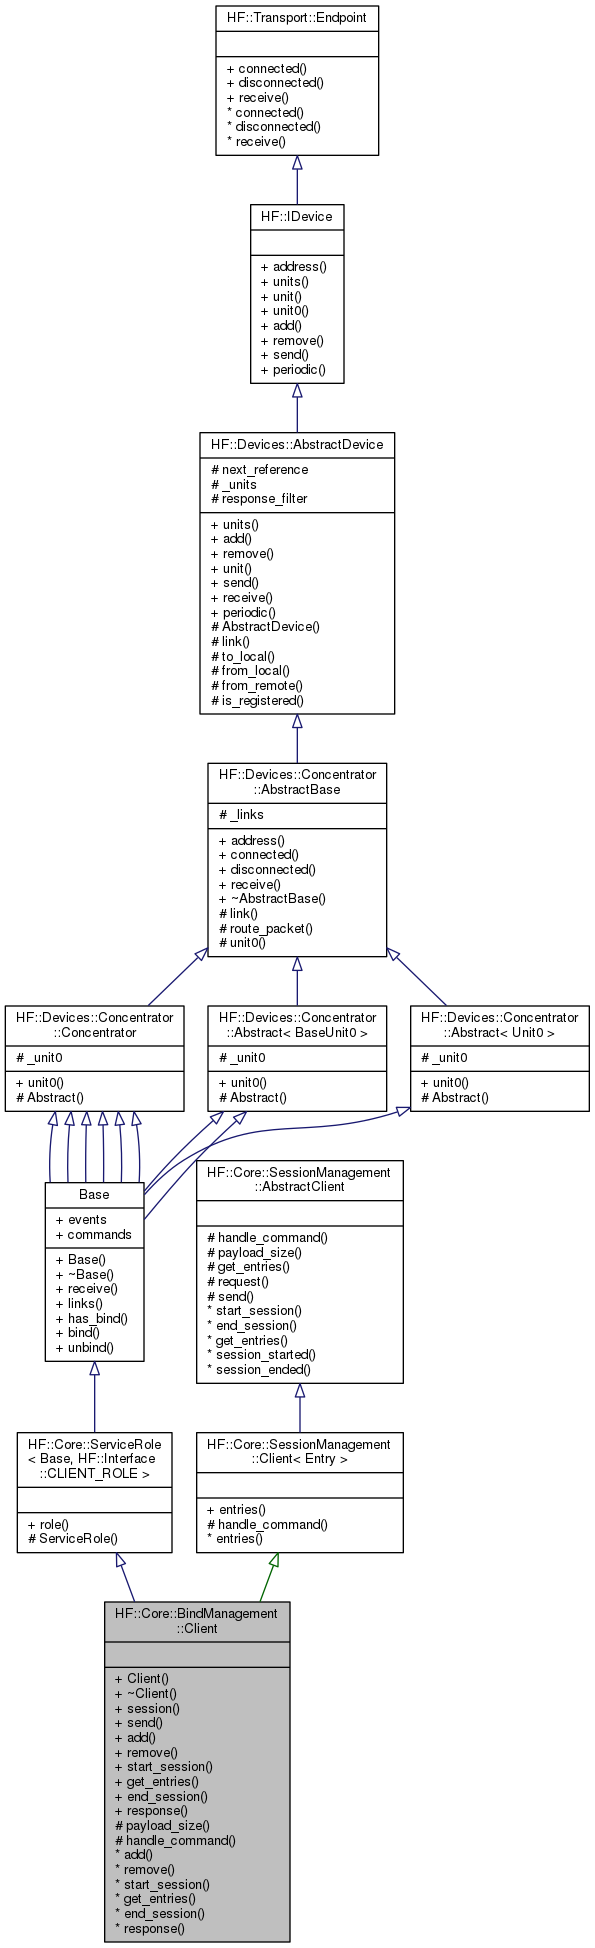 HF::Transport::Endpoint
+ connected()
+ disconnected()
+ receive()
* connected()
* disconnected()
* receive()
HF::IDevice
+ address()
+ units()
+ unit()
+ unit0()
+ add()
+ remove()
+ send()
+ periodic()
HF::Devices::AbstractDevice
# next_reference
# _units
# response_filter
+ units()
+ add()
+ remove()
+ unit()
+ send()
+ receive()
+ periodic()
# AbstractDevice()
# link()
# to_local()
# from_local()
# from_remote()
# is_registered()
HF::Devices::Concentrator
::AbstractBase
# _links
+ address()
+ connected()
+ disconnected()
+ receive()
+ ~AbstractBase()
# link()
# route_packet()
# unit0()
HF::Devices::Concentrator
::Concentrator
# _unit0
+ unit0()
# Abstract()
HF::Devices::Concentrator
::Abstract< BaseUnit0 >
# _unit0
+ unit0()
# Abstract()
HF::Devices::Concentrator
::Abstract< Unit0 >
# _unit0
+ unit0()
# Abstract()
Base
+ events
+ commands
+ Base()
+ ~Base()
+ receive()
+ links()
+ has_bind()
+ bind()
+ unbind()
HF::Core::SessionManagement
::AbstractClient
# handle_command()
# payload_size()
# get_entries()
# request()
# send()
* start_session()
* end_session()
* get_entries()
* session_started()
* session_ended()
HF::Core::ServiceRole
< Base, HF::Interface
::CLIENT_ROLE >
+ role()
# ServiceRole()
HF::Core::SessionManagement
::Client< Entry >
+ entries()
# handle_command()
* entries()
HF::Core::BindManagement
::Client
+ Client()
+ ~Client()
+ session()
+ send()
+ add()
+ remove()
+ start_session()
+ get_entries()
+ end_session()
+ response()
# payload_size()
# handle_command()
* add()
* remove()
* start_session()
* get_entries()
* end_session()
* response()